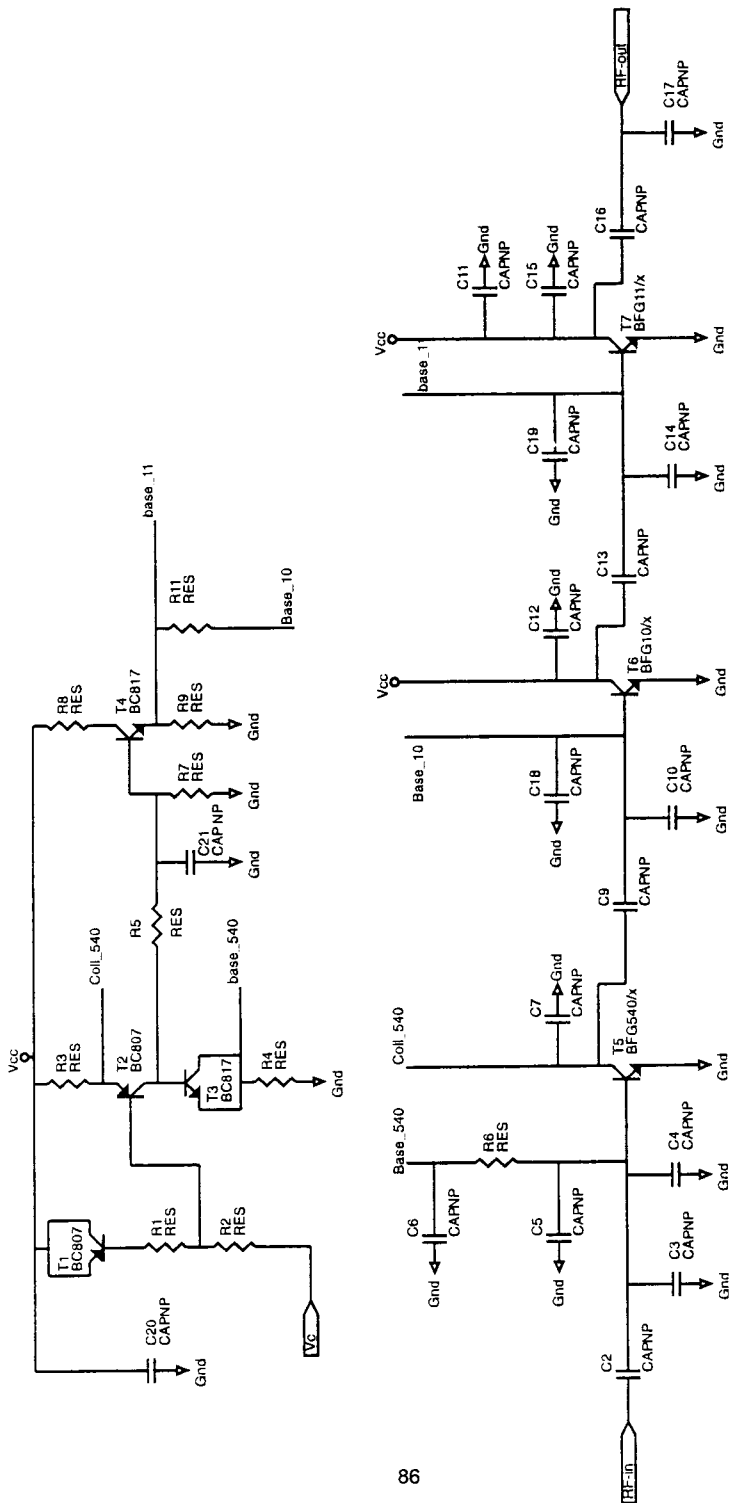 Vcc
C20
CAPNP
Gnd
T1
BC807
R1
RES
R2
RES
Vc
R3
RES
Coll_540
T2
BC807
T3
BC817
base_540
R4
RES
Gnd
R5
RES
C21
CAPNP
Gnd
R7
RES
Gnd
R8
RES
T4
BC817
R9
RES
Gnd
base_11
R11
RES
Base_10
RF-in
C2
CAPNP
C3
CAPNP
Gnd
C4
CAPNP
Gnd
Base_540
C6
CAPNP
Gnd
R6
RES
C5
CAPNP
Gnd
Coll_540
C7
CAPNP
Gnd
T5
BFG540/x
Gnd
C9
CAPNP
C10
CAPNP
Gnd
Base_10
C18
CAPNP
Gnd
Vcc
C12
CAPNP
Gnd
T6
BFG10/x
Gnd
C13
CAPNP
C14
CAPNP
Gnd
base_1
C19
CAPNP
Gnd
Vcc
C11
CAPNP
Gnd
C15
CAPNP
Gnd
T7
BFG11/x
Gnd
C16
CAPNP
C17
CAPNP
Gnd
RF-out
86